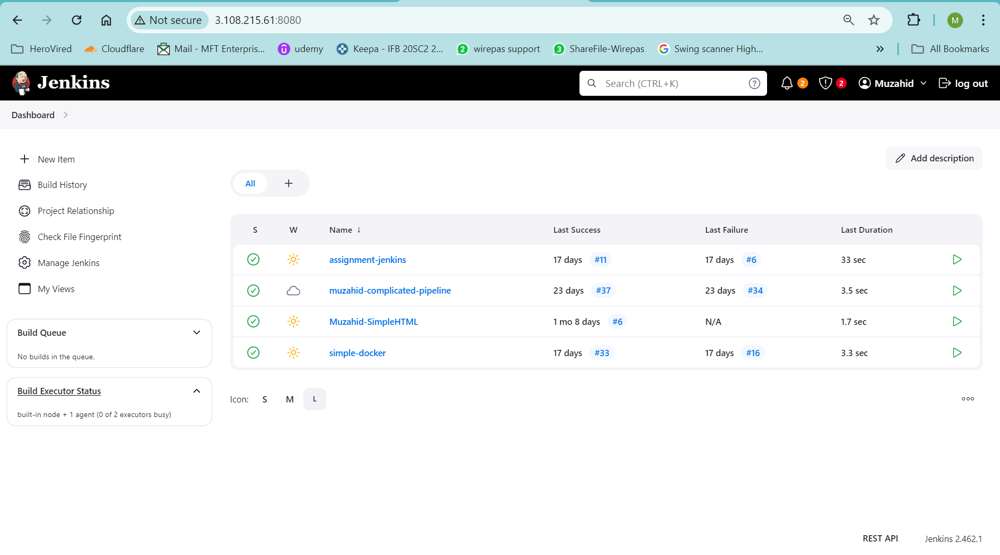 Not secure 3.108.215.61:8080 M
HeroVired Cloudflare Mail - MFT Enterpris... udemy Keepa - IFB 20SC2 2... 2 wirepas support 3 ShareFile-Wirepas Swing scanner High... » All Bookmarks
Jenkins Search (CTRL+K) ? 2 2 Muzahid log out
Dashboard
New Item
Build History
Project Relationship
Check File Fingerprint
Manage Jenkins
My Views
Build Queue
No builds in the queue.
Build Executor Status
built-in node + 1 agent (0 of 2 executors busy)
Add description
All +
S W Name ↓ Last Success Last Failure Last Duration
assignment-jenkins 17 days #11 17 days #6 33 sec
muzahid-complicated-pipeline 23 days #37 23 days #34 3.5 sec
Muzahid-SimpleHTML 1 mo 8 days #6 N/A 1.7 sec
simple-docker 17 days #33 17 days #16 3.3 sec
Icon: S M L
REST API Jenkins 2.462.1